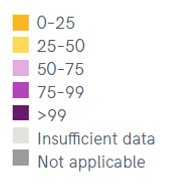 0-25
25-50
50-75
75-99
>99
Insufficient data
Not applicable